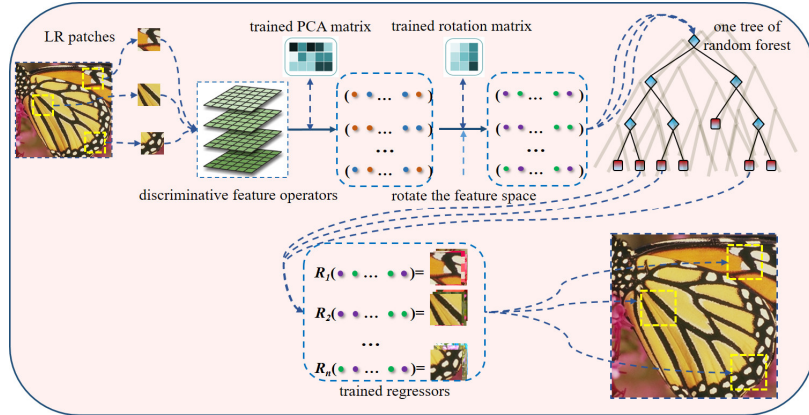 LR patches
trained PCA matrix
trained rotation matrix
one tree of
random forest
( ... )
( ... )
...
( ... )
( ... )
( ... )
...
( ... )
discriminative feature operators
rotate the feature space
R1( ... )=
R2( ... )=
...
Rn( ... )=
trained regressors